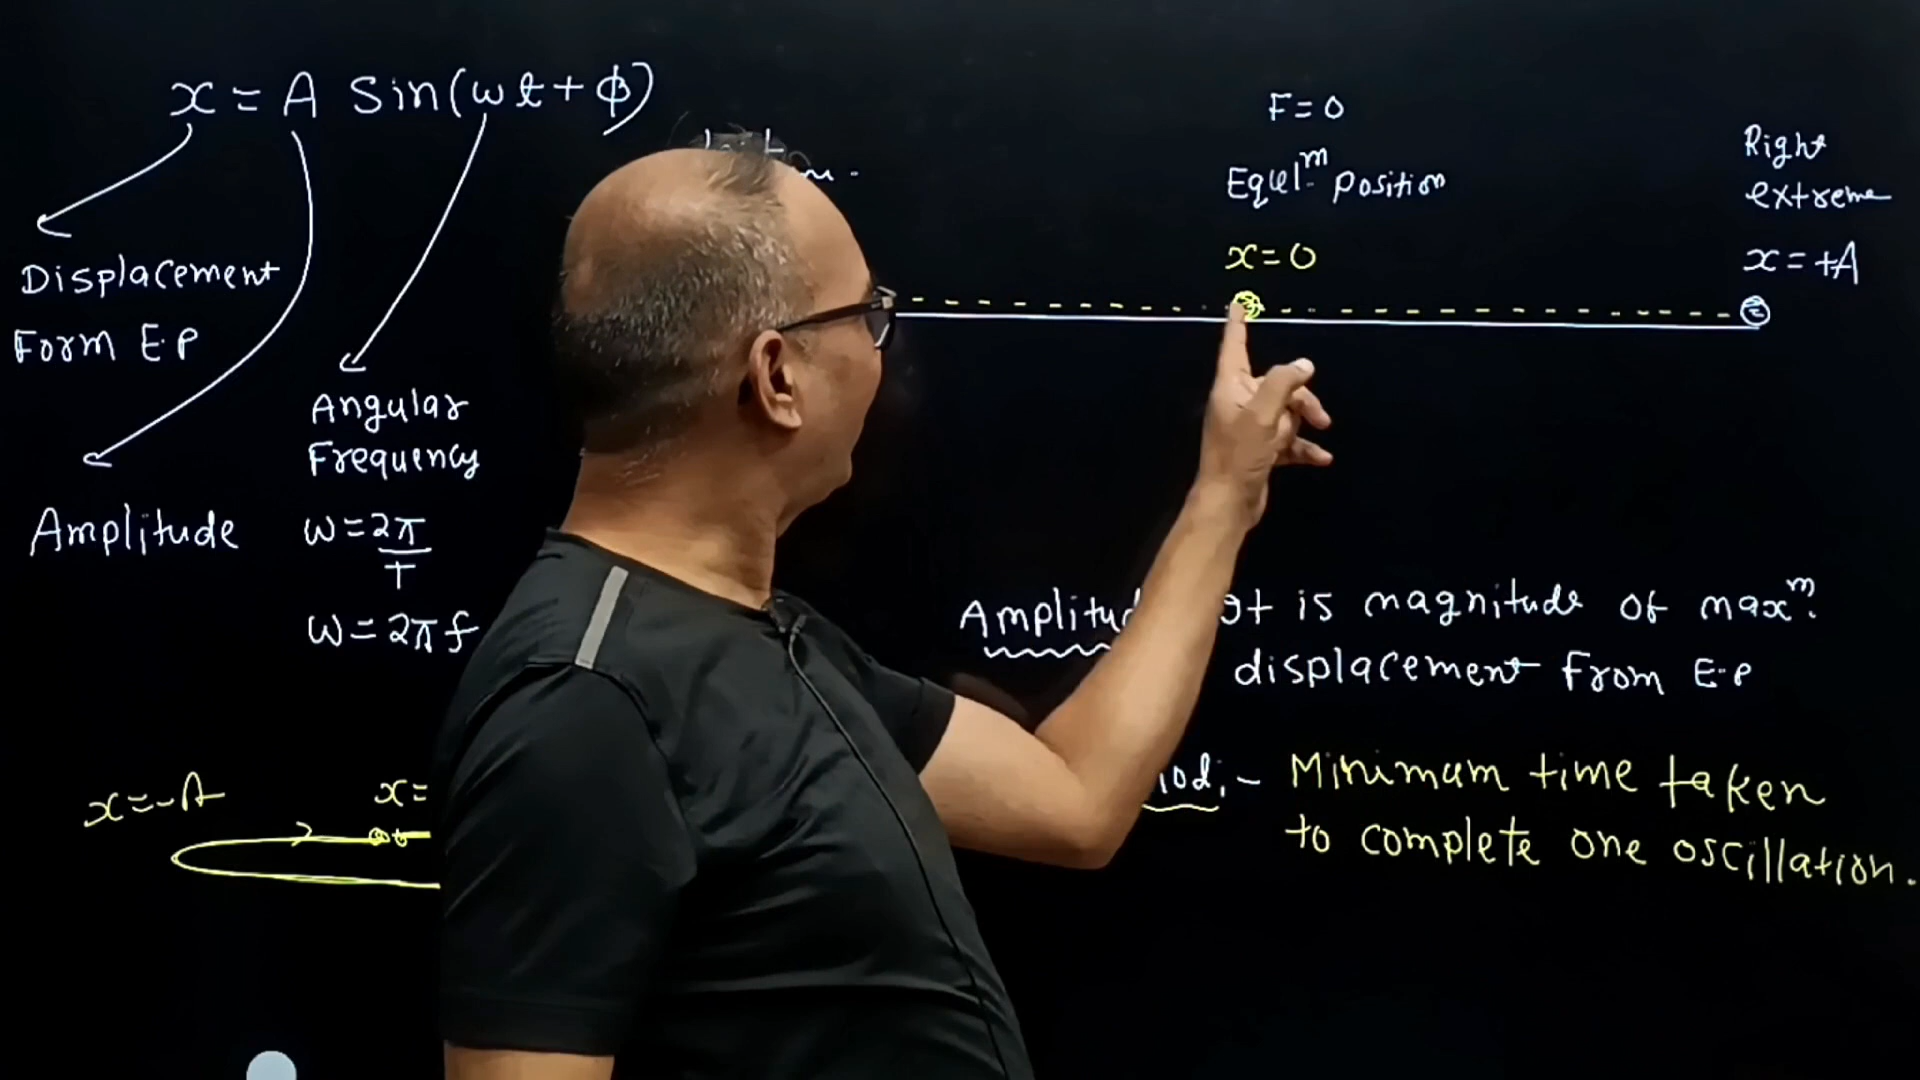 x = A Sin(ωt + ϕ)
Displacement
Form E.P
Amplitude
Angular
Frequency
ω = 2π/T
ω = 2πf
F = 0
Equelᵐ. position
x = 0
Right
extreme
x = +A
It is magnitude of maxᵐ.
displacement From E.P
:- Minimum time taken
to complete one oscillation.
x = -A
x =